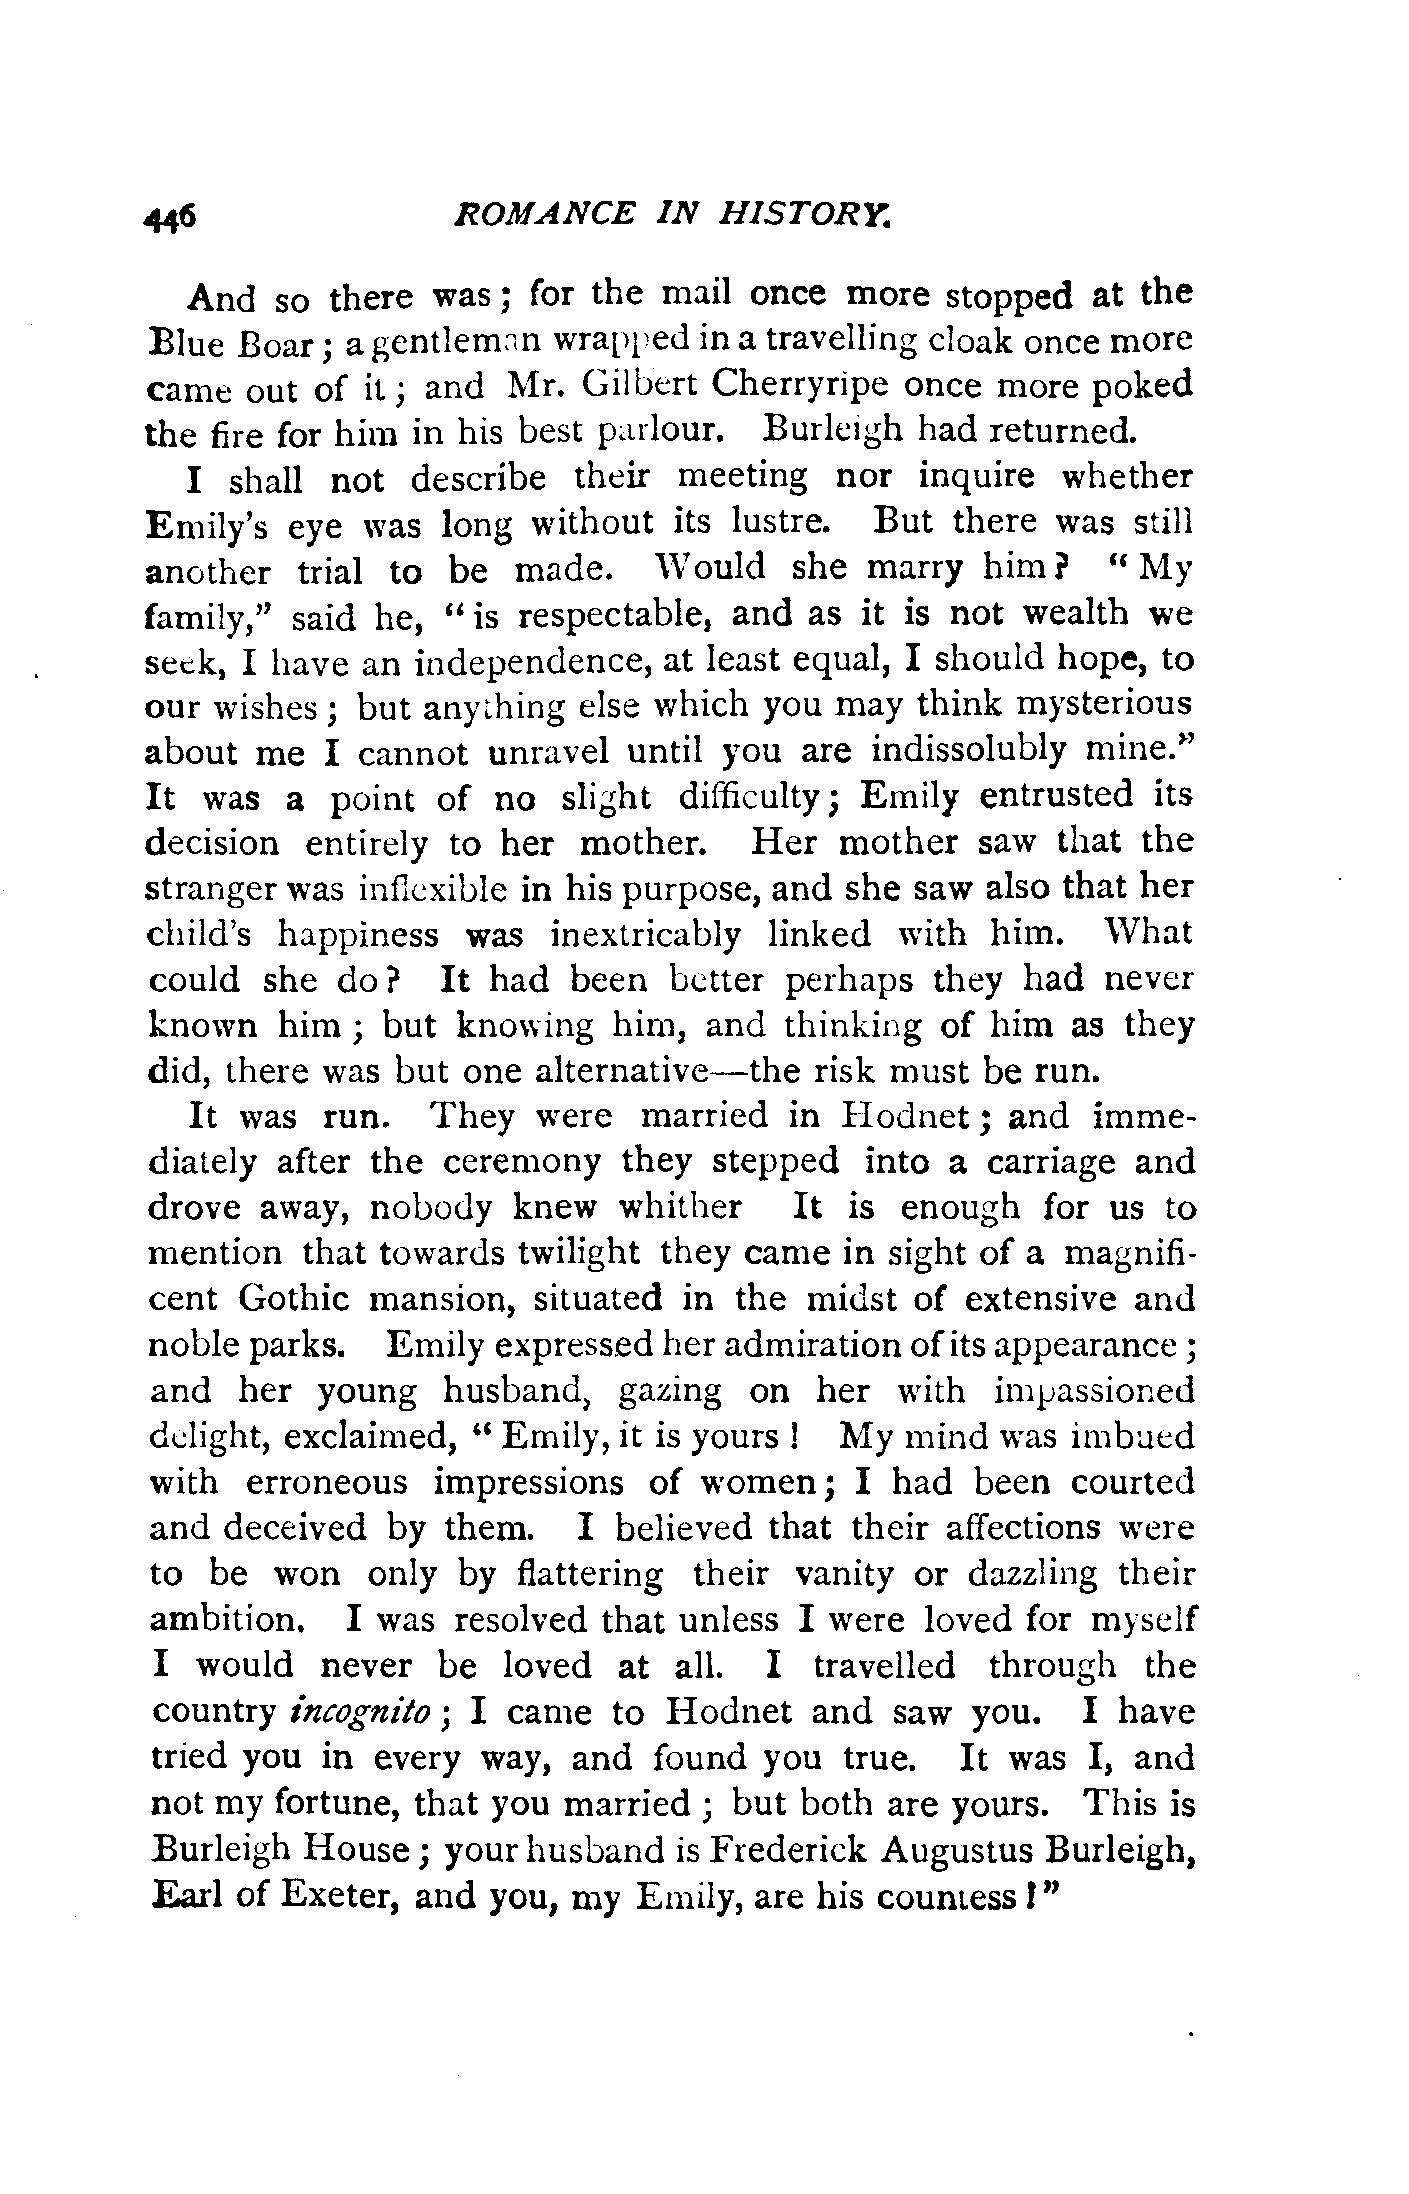 446 ROMANCE IN HISTORY.
And so there was; for the mail once more stopped at the
Blue Boar; a gentleman wrapped in a travelling cloak once more
came out of it; and Mr. Gilbert Cherryripe once more poked
the fire for him in his best parlour. Burleigh had returned.
I shall not describe their meeting nor inquire whether
Emily's eye was long without its lustre. But there was still
another trial to be made. Would she marry him? "My
family," said he, "is respectable, and as it is not wealth we
seek, I have an independence, at least equal, I should hope, to
our wishes; but anything else which you may think mysterious
about me I cannot unravel until you are indissolubly mine."
It was a point of no slight difficulty; Emily entrusted its
decision entirely to her mother. Her mother saw that the
stranger was inflexible in his purpose, and she saw also that her
child's happiness was inextricably linked with him. What
could she do? It had been better perhaps they had never
known him; but knowing him, and thinking of him as they
did, there was but one alternative—the risk must be run.
It was run. They were married in Hodnet; and imme-
diately after the ceremony they stepped into a carriage and
drove away, nobody knew whither It is enough for us to
mention that towards twilight they came in sight of a magnifi-
cent Gothic mansion, situated in the midst of extensive and
noble parks. Emily expressed her admiration of its appearance;
and her young husband, gazing on her with impassioned
delight, exclaimed, "Emily, it is yours! My mind was imbued
with erroneous impressions of women; I had been courted
and deceived by them. I believed that their affections were
to be won only by flattering their vanity or dazzling their
ambition. I was resolved that unless I were loved for myself
I would never be loved at all. I travelled through the
country incognito; I came to Hodnet and saw you. I have
tried you in every way, and found you true. It was I, and
not my fortune, that you married; but both are yours. This is
Burleigh House; your husband is Frederick Augustus Burleigh,
Earl of Exeter, and you, my Emily, are his countess!"